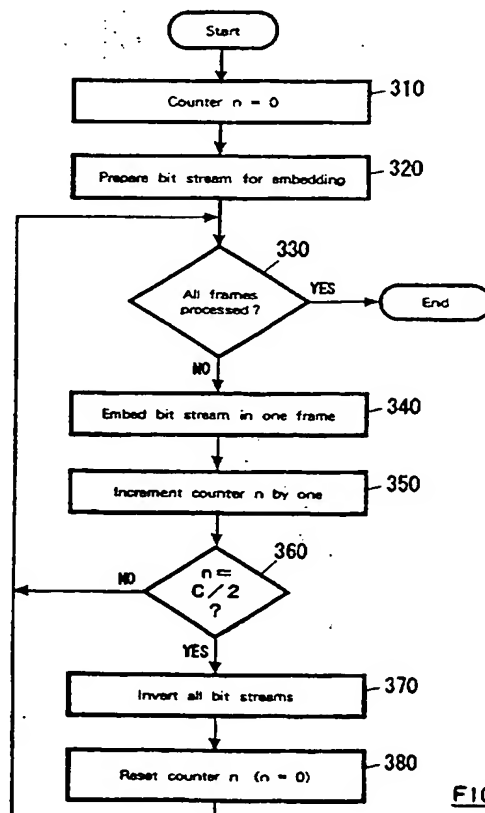 Start
Counter n = 0
310
Prepare bit stream for embedding
320
330
All frames
processed?
YES
End
NO
Embed bit stream in one frame
340
Increment counter n by one
350
360
n =
C/2
?
NO
YES
Invert all bit streams
370
Reset counter n (n = 0)
380